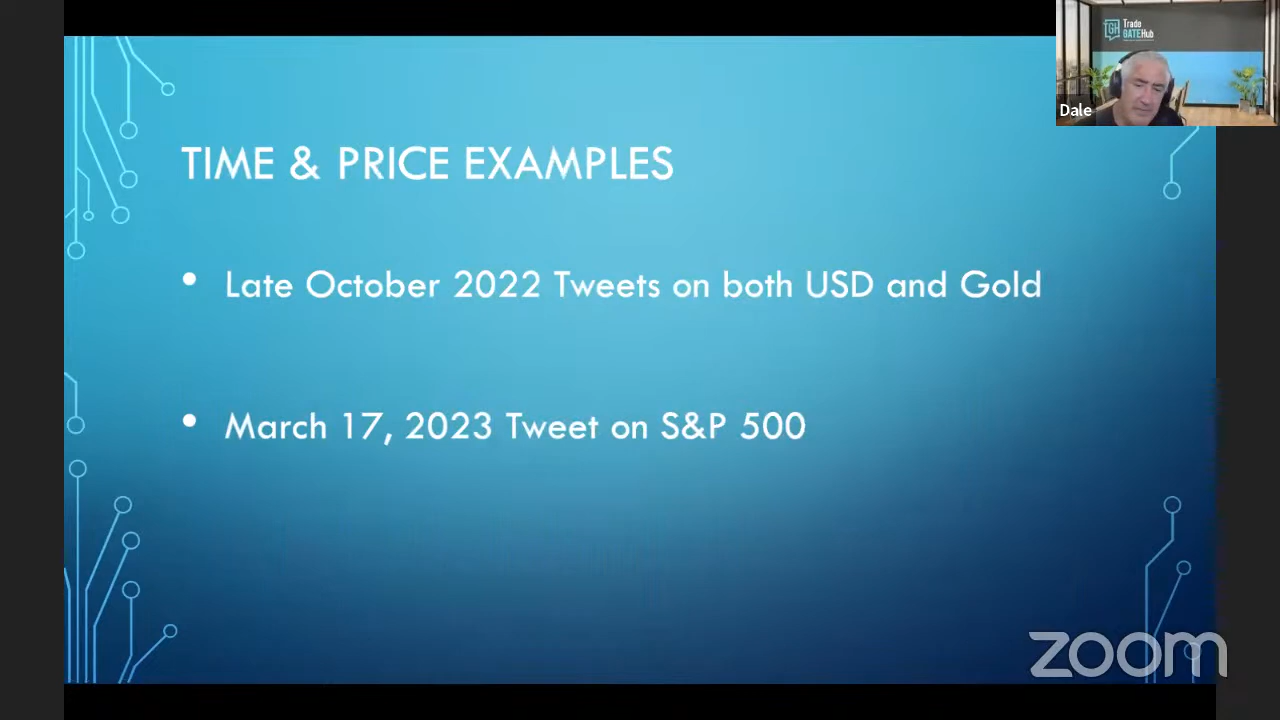 GH Trade
GATEHub
Dale
TIME & PRICE EXAMPLES
• Late October 2022 Tweets on both USD and Gold
• March 17, 2023 Tweet on S&P 500
zoom